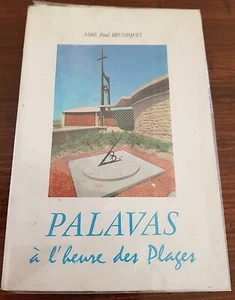 ABBÉ Paul BRUNIQUEL
PALAVAS
à l'heure des Plages